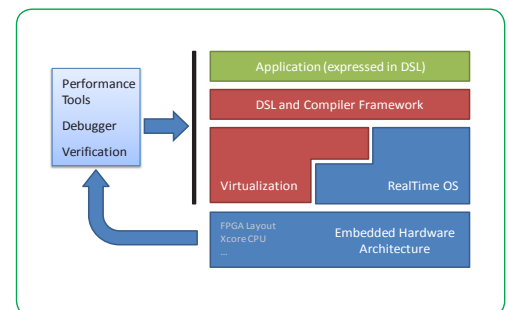 Performance
Tools
Debugger
Verification
Application (expressed in DSL)
DSL and Compiler Framework
Virtualization
RealTime OS
FPGA Layout
Xcore CPU
...
Embedded Hardware
Architecture